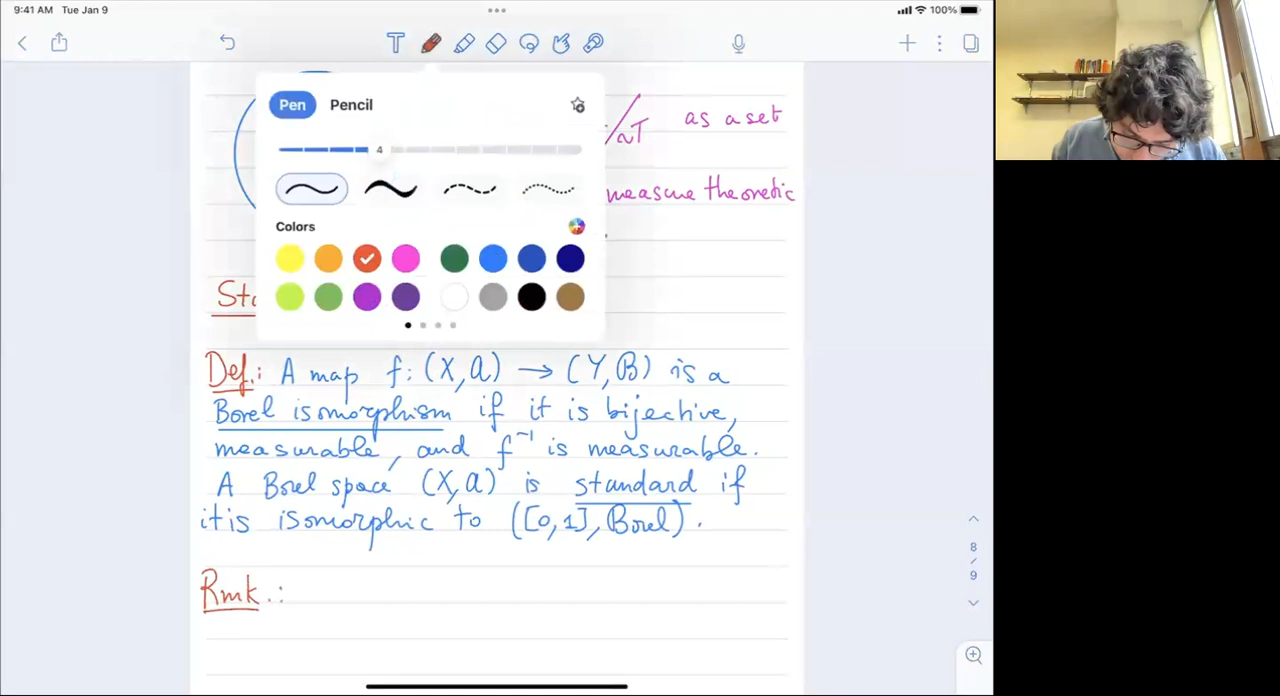 9:41 AM Tue Jan 9
100%
T
Pen Pencil
4
Colors
/~T as a set
measure theoretic
Def.: A map f: (X, a) → (Y, B) is a
Borel isomorphism if it is bijective,
measurable, and f⁻¹ is measurable.
A Borel space (X, a) is standard if
it is isomorphic to ([0,1], Borel).
Rmk.:
8
/
9